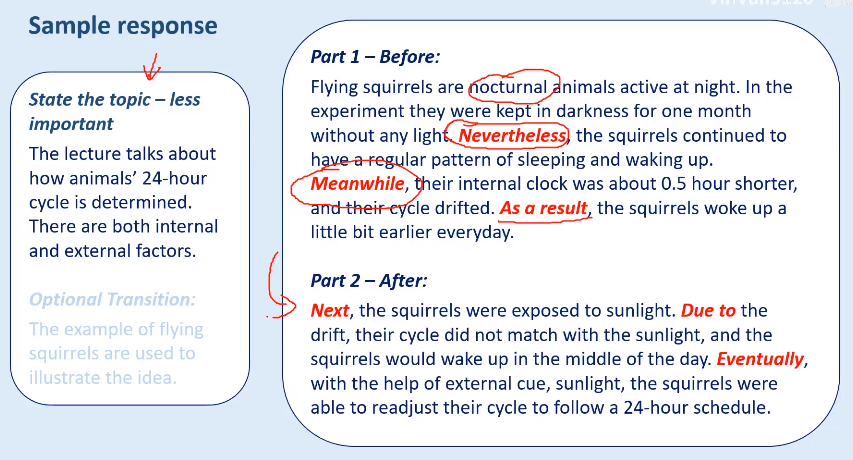 Sample response
State the topic – less
important
The lecture talks about
how animals' 24-hour
cycle is determined.
There are both internal
and external factors.
Optional Transition:
The example of flying
squirrels are used to
illustrate the idea.
Part 1 – Before:
Flying squirrels are nocturnal animals active at night. In the
experiment they were kept in darkness for one month
without any light. Nevertheless, the squirrels continued to
have a regular pattern of sleeping and waking up.
Meanwhile, their internal clock was about 0.5 hour shorter,
and their cycle drifted. As a result, the squirrels woke up a
little bit earlier everyday.
Part 2 – After:
Next, the squirrels were exposed to sunlight. Due to the
drift, their cycle did not match with the sunlight, and the
squirrels would wake up in the middle of the day. Eventually,
with the help of external cue, sunlight, the squirrels were
able to readjust their cycle to follow a 24-hour schedule.